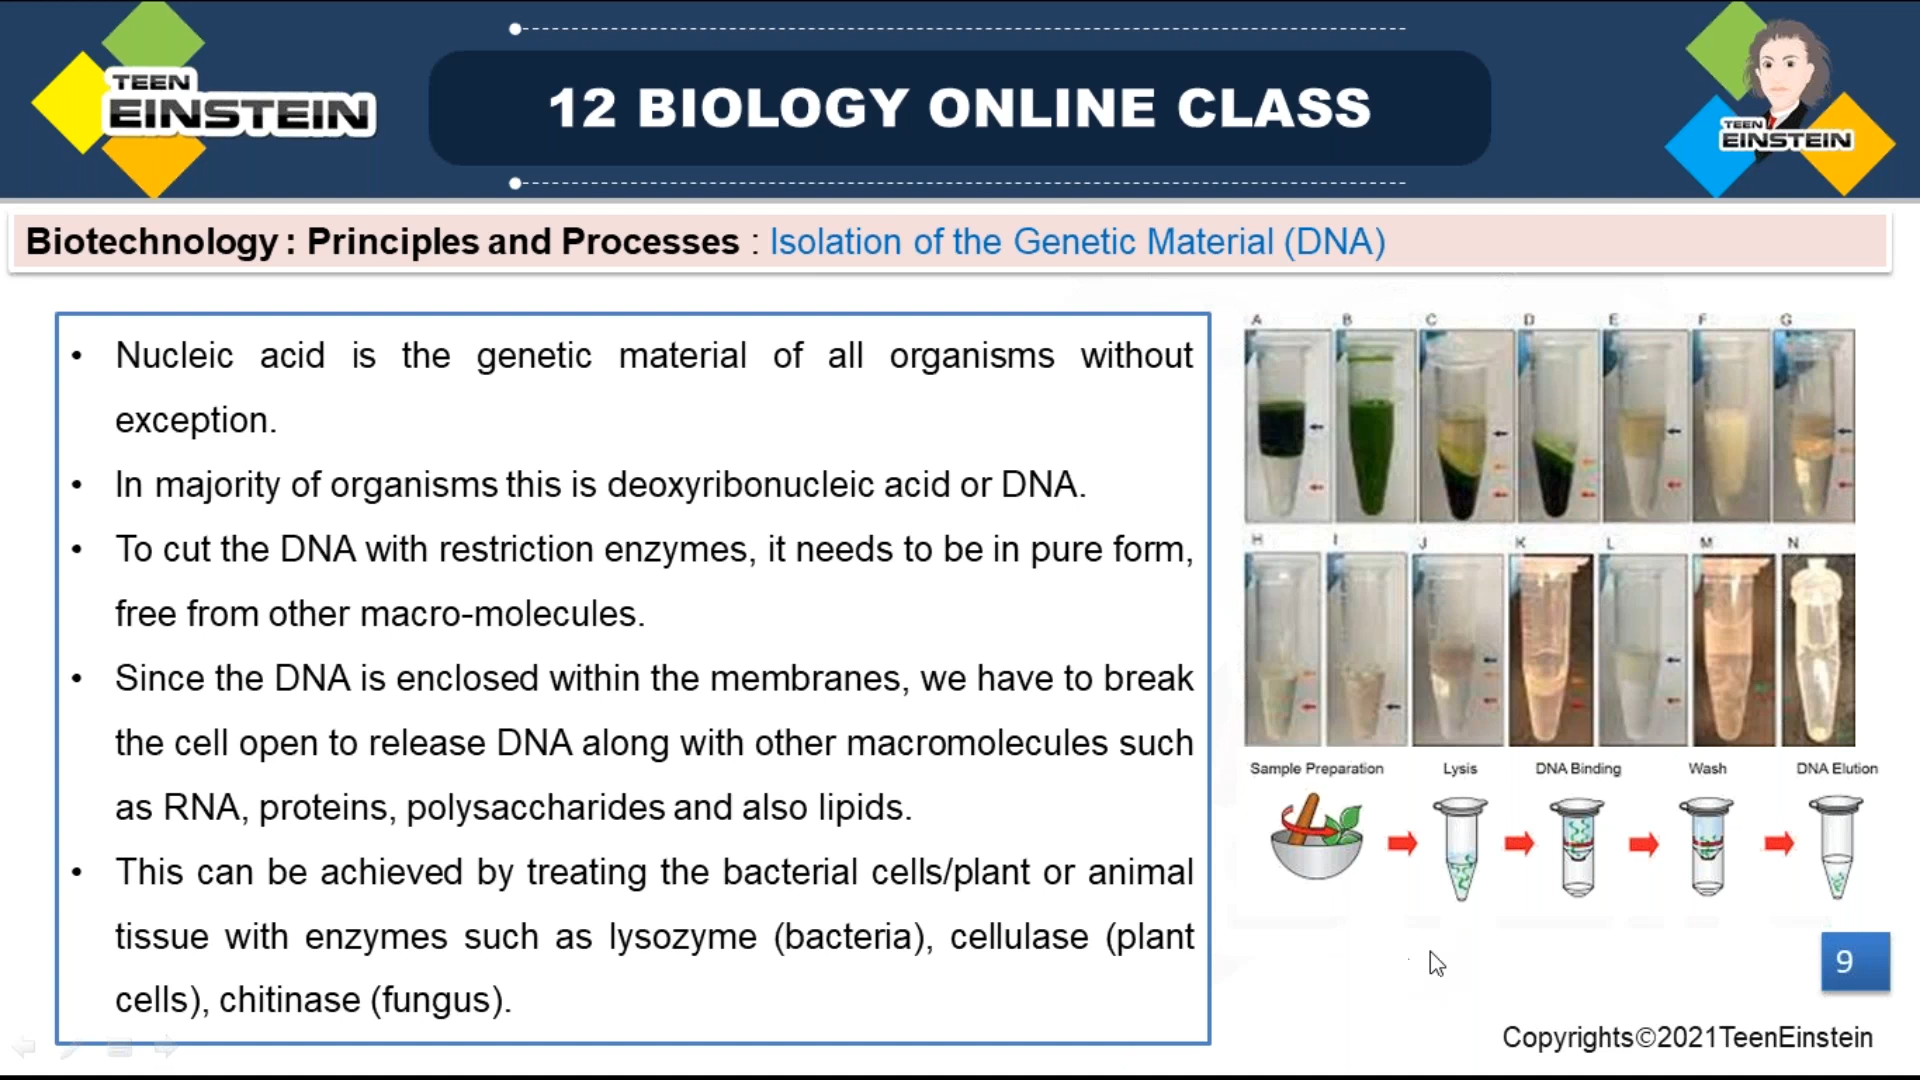 TEEN
EINSTEIN
12 BIOLOGY ONLINE CLASS
TEEN
EINSTEIN
Biotechnology : Principles and Processes : Isolation of the Genetic Material (DNA)
• Nucleic acid is the genetic material of all organisms without
exception.
• In majority of organisms this is deoxyribonucleic acid or DNA.
• To cut the DNA with restriction enzymes, it needs to be in pure form,
free from other macro-molecules.
• Since the DNA is enclosed within the membranes, we have to break
the cell open to release DNA along with other macromolecules such
as RNA, proteins, polysaccharides and also lipids.
• This can be achieved by treating the bacterial cells/plant or animal
tissue with enzymes such as lysozyme (bacteria), cellulase (plant
cells), chitinase (fungus).
A B C D E F G
H I J K L M N
Sample Preparation Lysis DNA Binding Wash DNA Elution
9
Copyrights©2021TeenEinstein